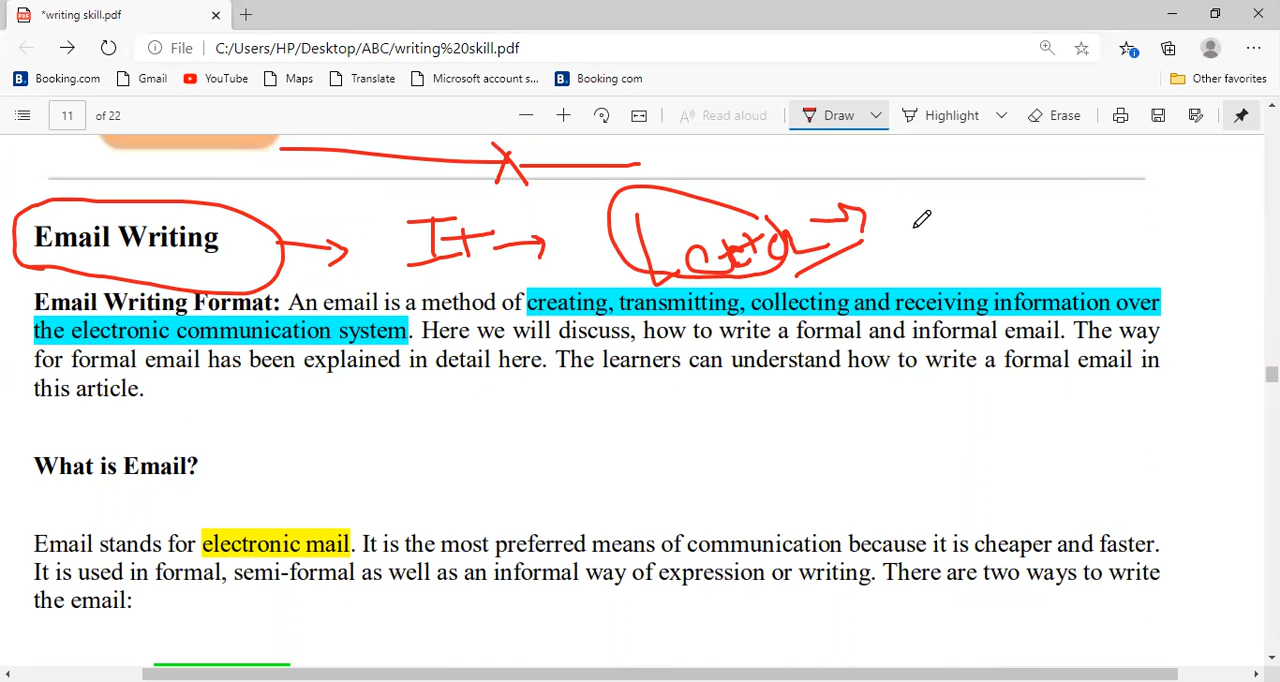 *writing skill.pdf
File | C:/Users/HP/Desktop/ABC/writing%20skill.pdf
B. Booking.com Gmail YouTube Maps Translate Microsoft account s... B. Booking com Other favorites
11 of 22 Read aloud Draw Highlight Erase
Email Writing
Email Writing Format: An email is a method of creating, transmitting, collecting and receiving information over
the electronic communication system. Here we will discuss, how to write a formal and informal email. The way
for formal email has been explained in detail here. The learners can understand how to write a formal email in
this article.
What is Email?
Email stands for electronic mail. It is the most preferred means of communication because it is cheaper and faster.
It is used in formal, semi-formal as well as an informal way of expression or writing. There are two ways to write
the email: